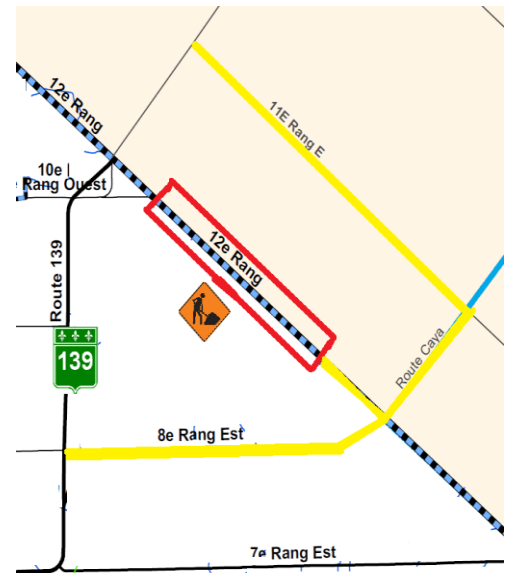 12e Rang
11E Rang E
10e
e Rang Ouest
12e Rang
Route 139
Route Caya
139
8e Rang Est
7e Rang Est